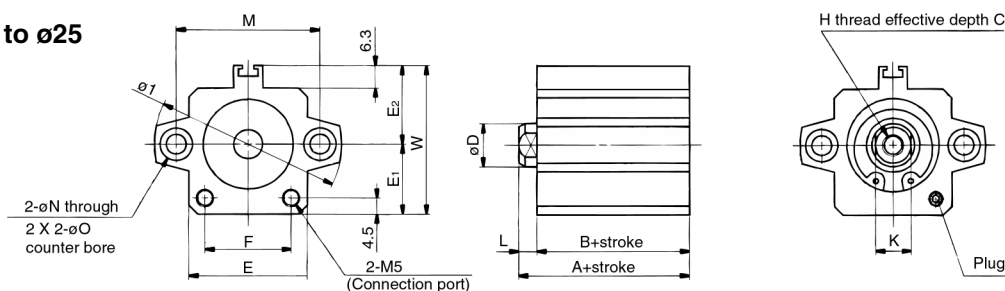 to ø25
M
6.3
ø1
E2
W
E1
4.5
F
E
2-øN through
2 X 2-øO
counter bore
2-M5
(Connection port)
øD
L
B+stroke
A+stroke
H thread effective depth C
K
Plug